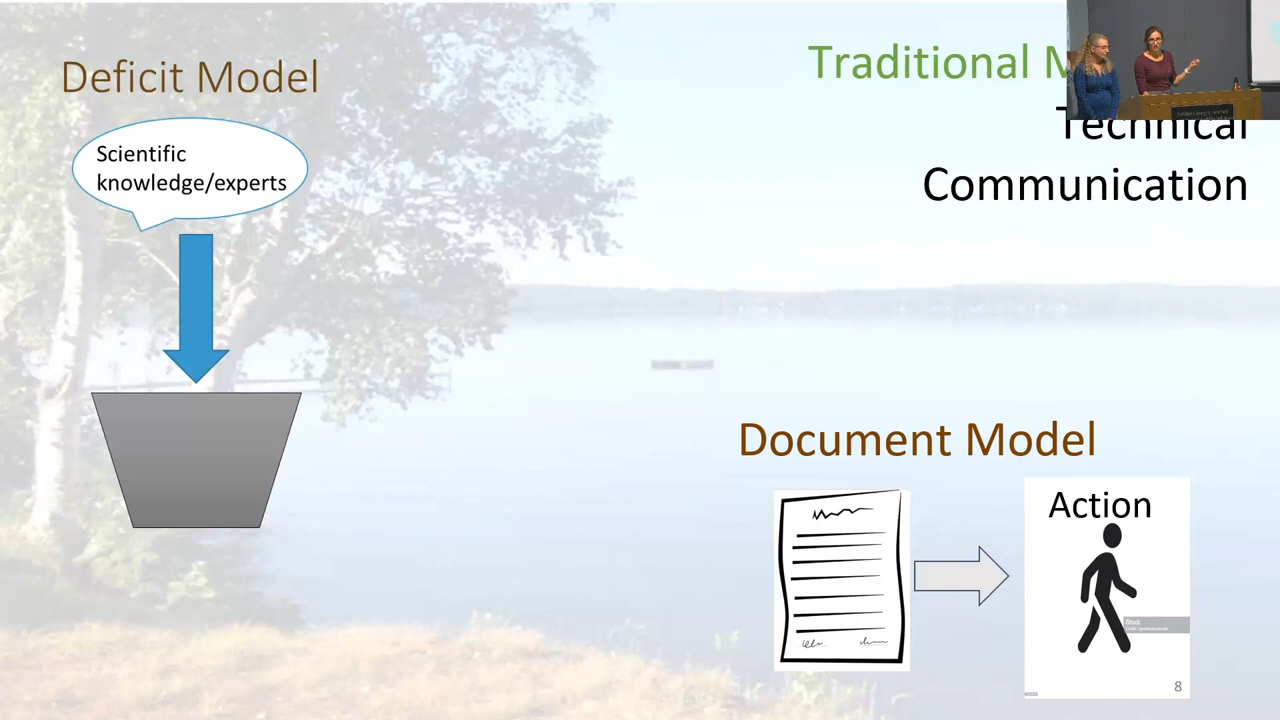 Deficit Model
Scientific
knowledge/experts
Traditional
Technical
Communication
Document Model
Action
8